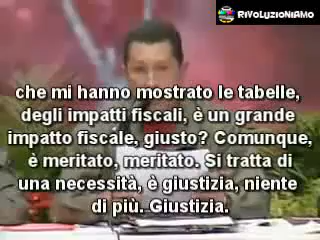 RIVOLUZIONIAMO
che mi hanno mostrato le tabelle,
degli impatti fiscali, è un grande
impatto fiscale, giusto? Comunque,
è meritato, meritato. Si tratta di
una necessità, è giustizia, niente
di più. Giustizia.